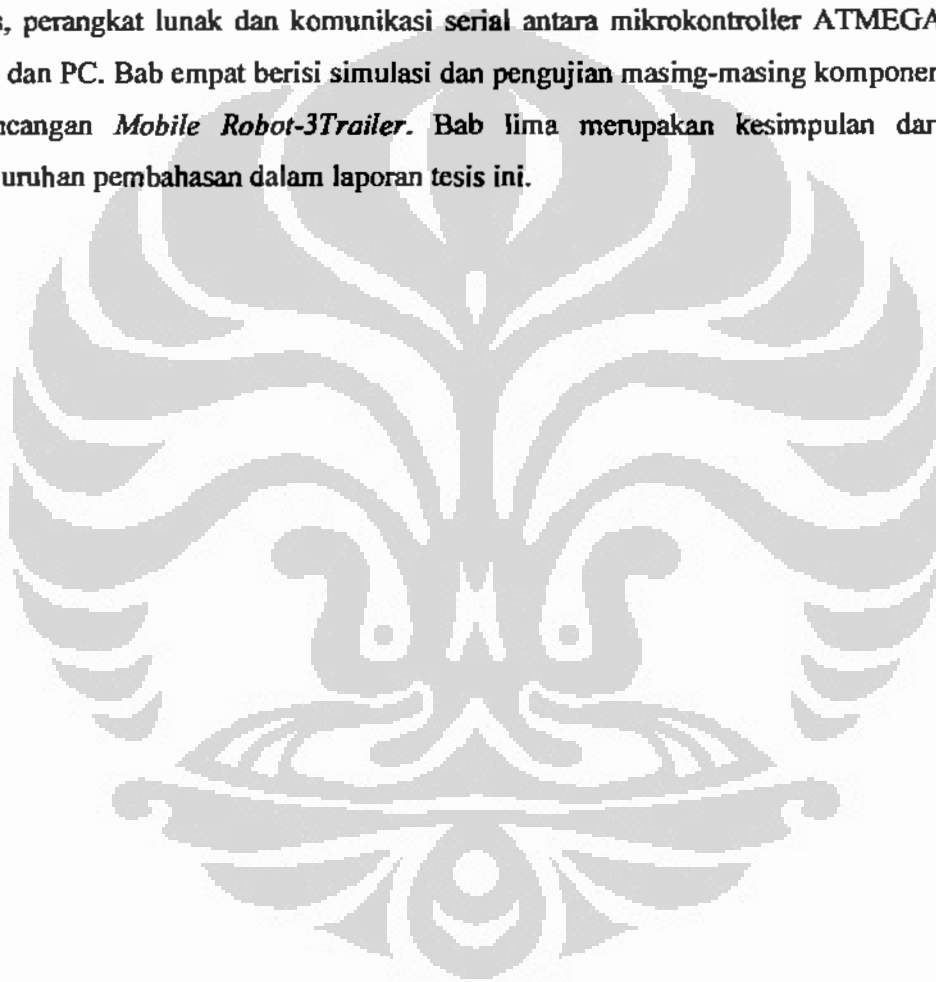 s, perangkat lunak dan komunikasi serial antara mikrokontroller ATMEGA
dan PC. Bab empat berisi simulasi dan pengujian masing-masing komponen
ncangan Mobile Robot-3Trailer. Bab lima merupakan kesimpulan dar
uruhan pembahasan dalam laporan tesis ini.